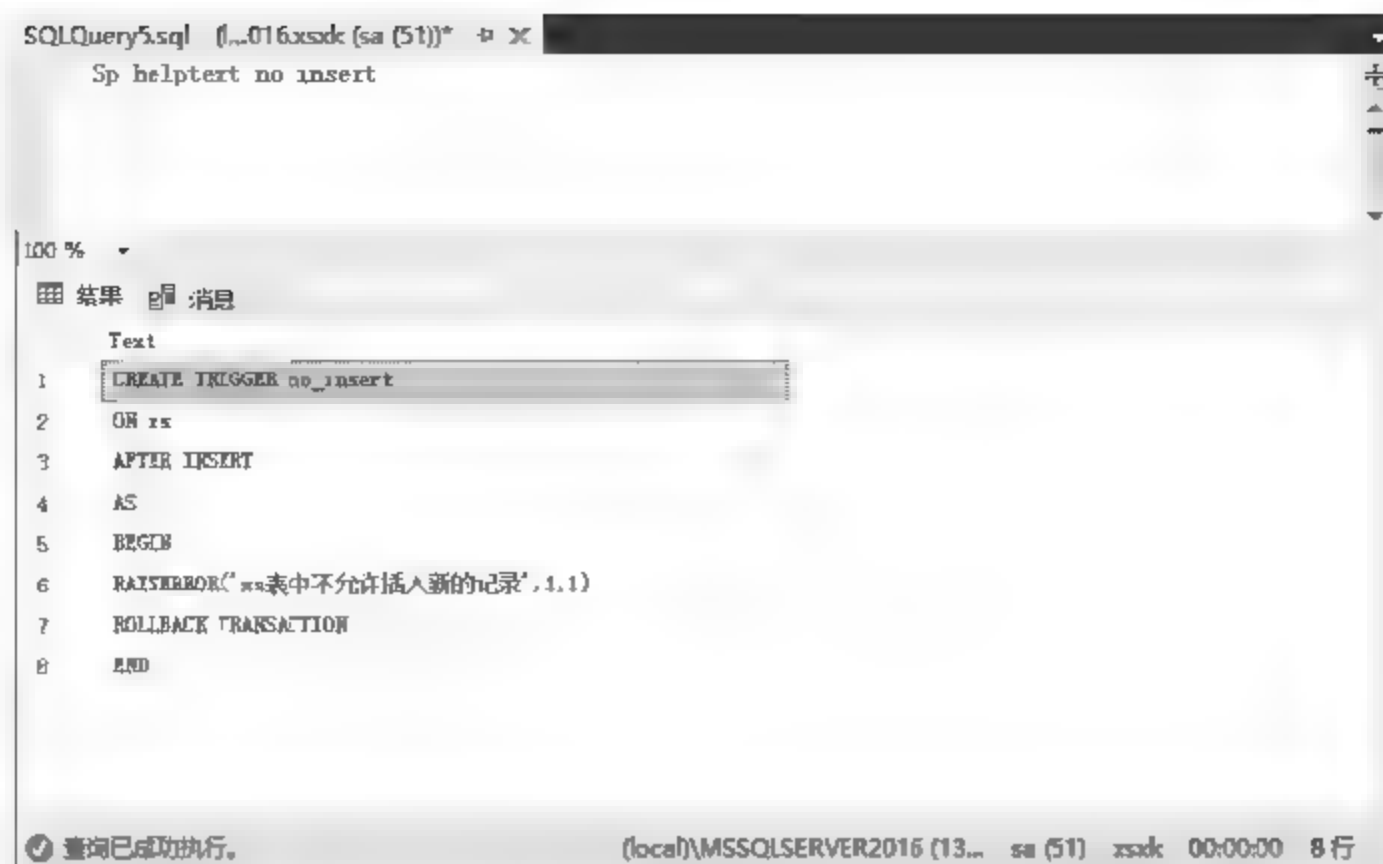 SQLQuery5.sql (l...016.xsxk (sa (51))*
Sp helptext no insert
100 %
结果 消息
Text
1 CREATE TRIGGER no_insert
2 ON xs
3 AFTER INSERT
4 AS
5 BEGIN
6 RAISERROR('xs表中不允许插入新的记录',1,1)
7 ROLLBACK TRANSACTION
8 END
查询已成功执行。 (local)\MSSQLSERVER2016 (13... sa (51) xsxk 00:00:00 8 行